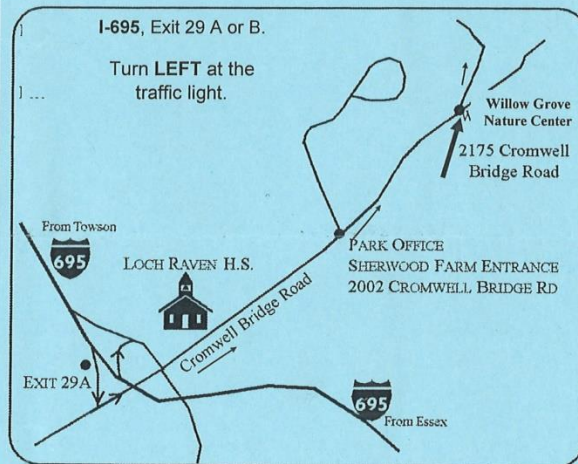 I-695, Exit 29 A or B.
Turn LEFT at the
traffic light.
Willow Grove
Nature Center
2175 Cromwell
Bridge Road
From Towson
695
LOCH RAVEN H.S.
PARK OFFICE
SHERWOOD FARM ENTRANCE
2002 CROMWELL BRIDGE RD
Cromwell Bridge Road
EXIT 29A
695
From Essex